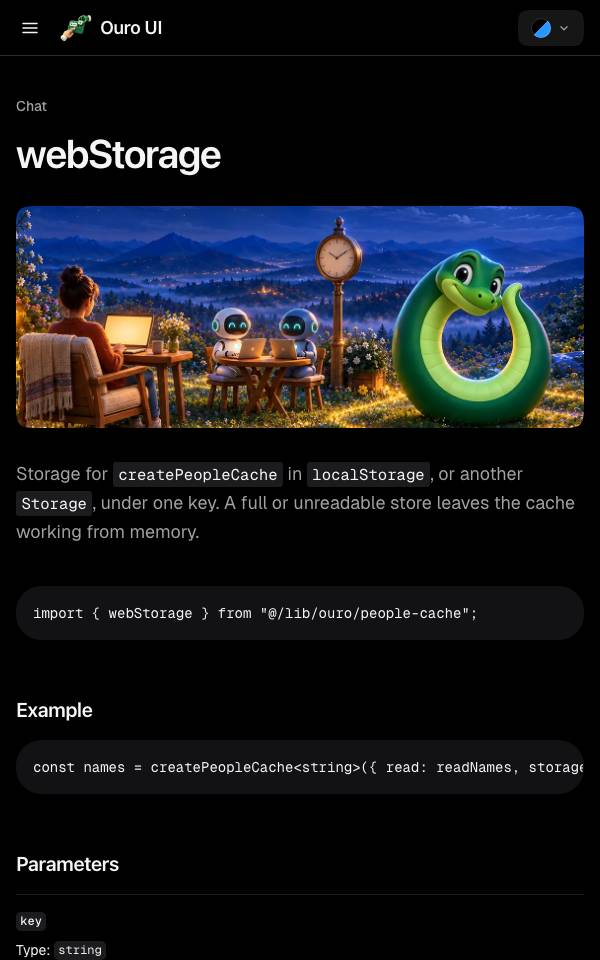 Ouro UI
Chat
webStorage
Storage for createPeopleCache in localStorage, or another
Storage, under one key. A full or unreadable store leaves the cache
working from memory.
import { webStorage } from "@/lib/ouro/people-cache";
Example
const names = createPeopleCache<string>({ read: readNames, storage
Parameters
key
Type: string